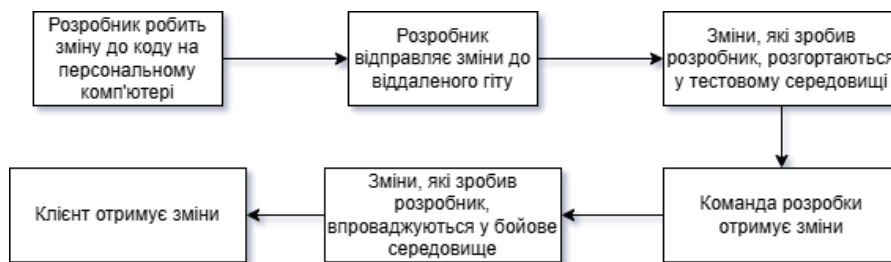 Розробник робить
зміну до коду на
персональному
комп'ютері
Розробник
відправляє зміни до
віддаленого гіту
Зміни, які зробив
розробник, розгортаються
у тестовому середовищі
Команда розробки
отримує зміни
Зміни, які зробив
розробник,
впроваджуються у бойове
середовище
Клієнт отримує зміни